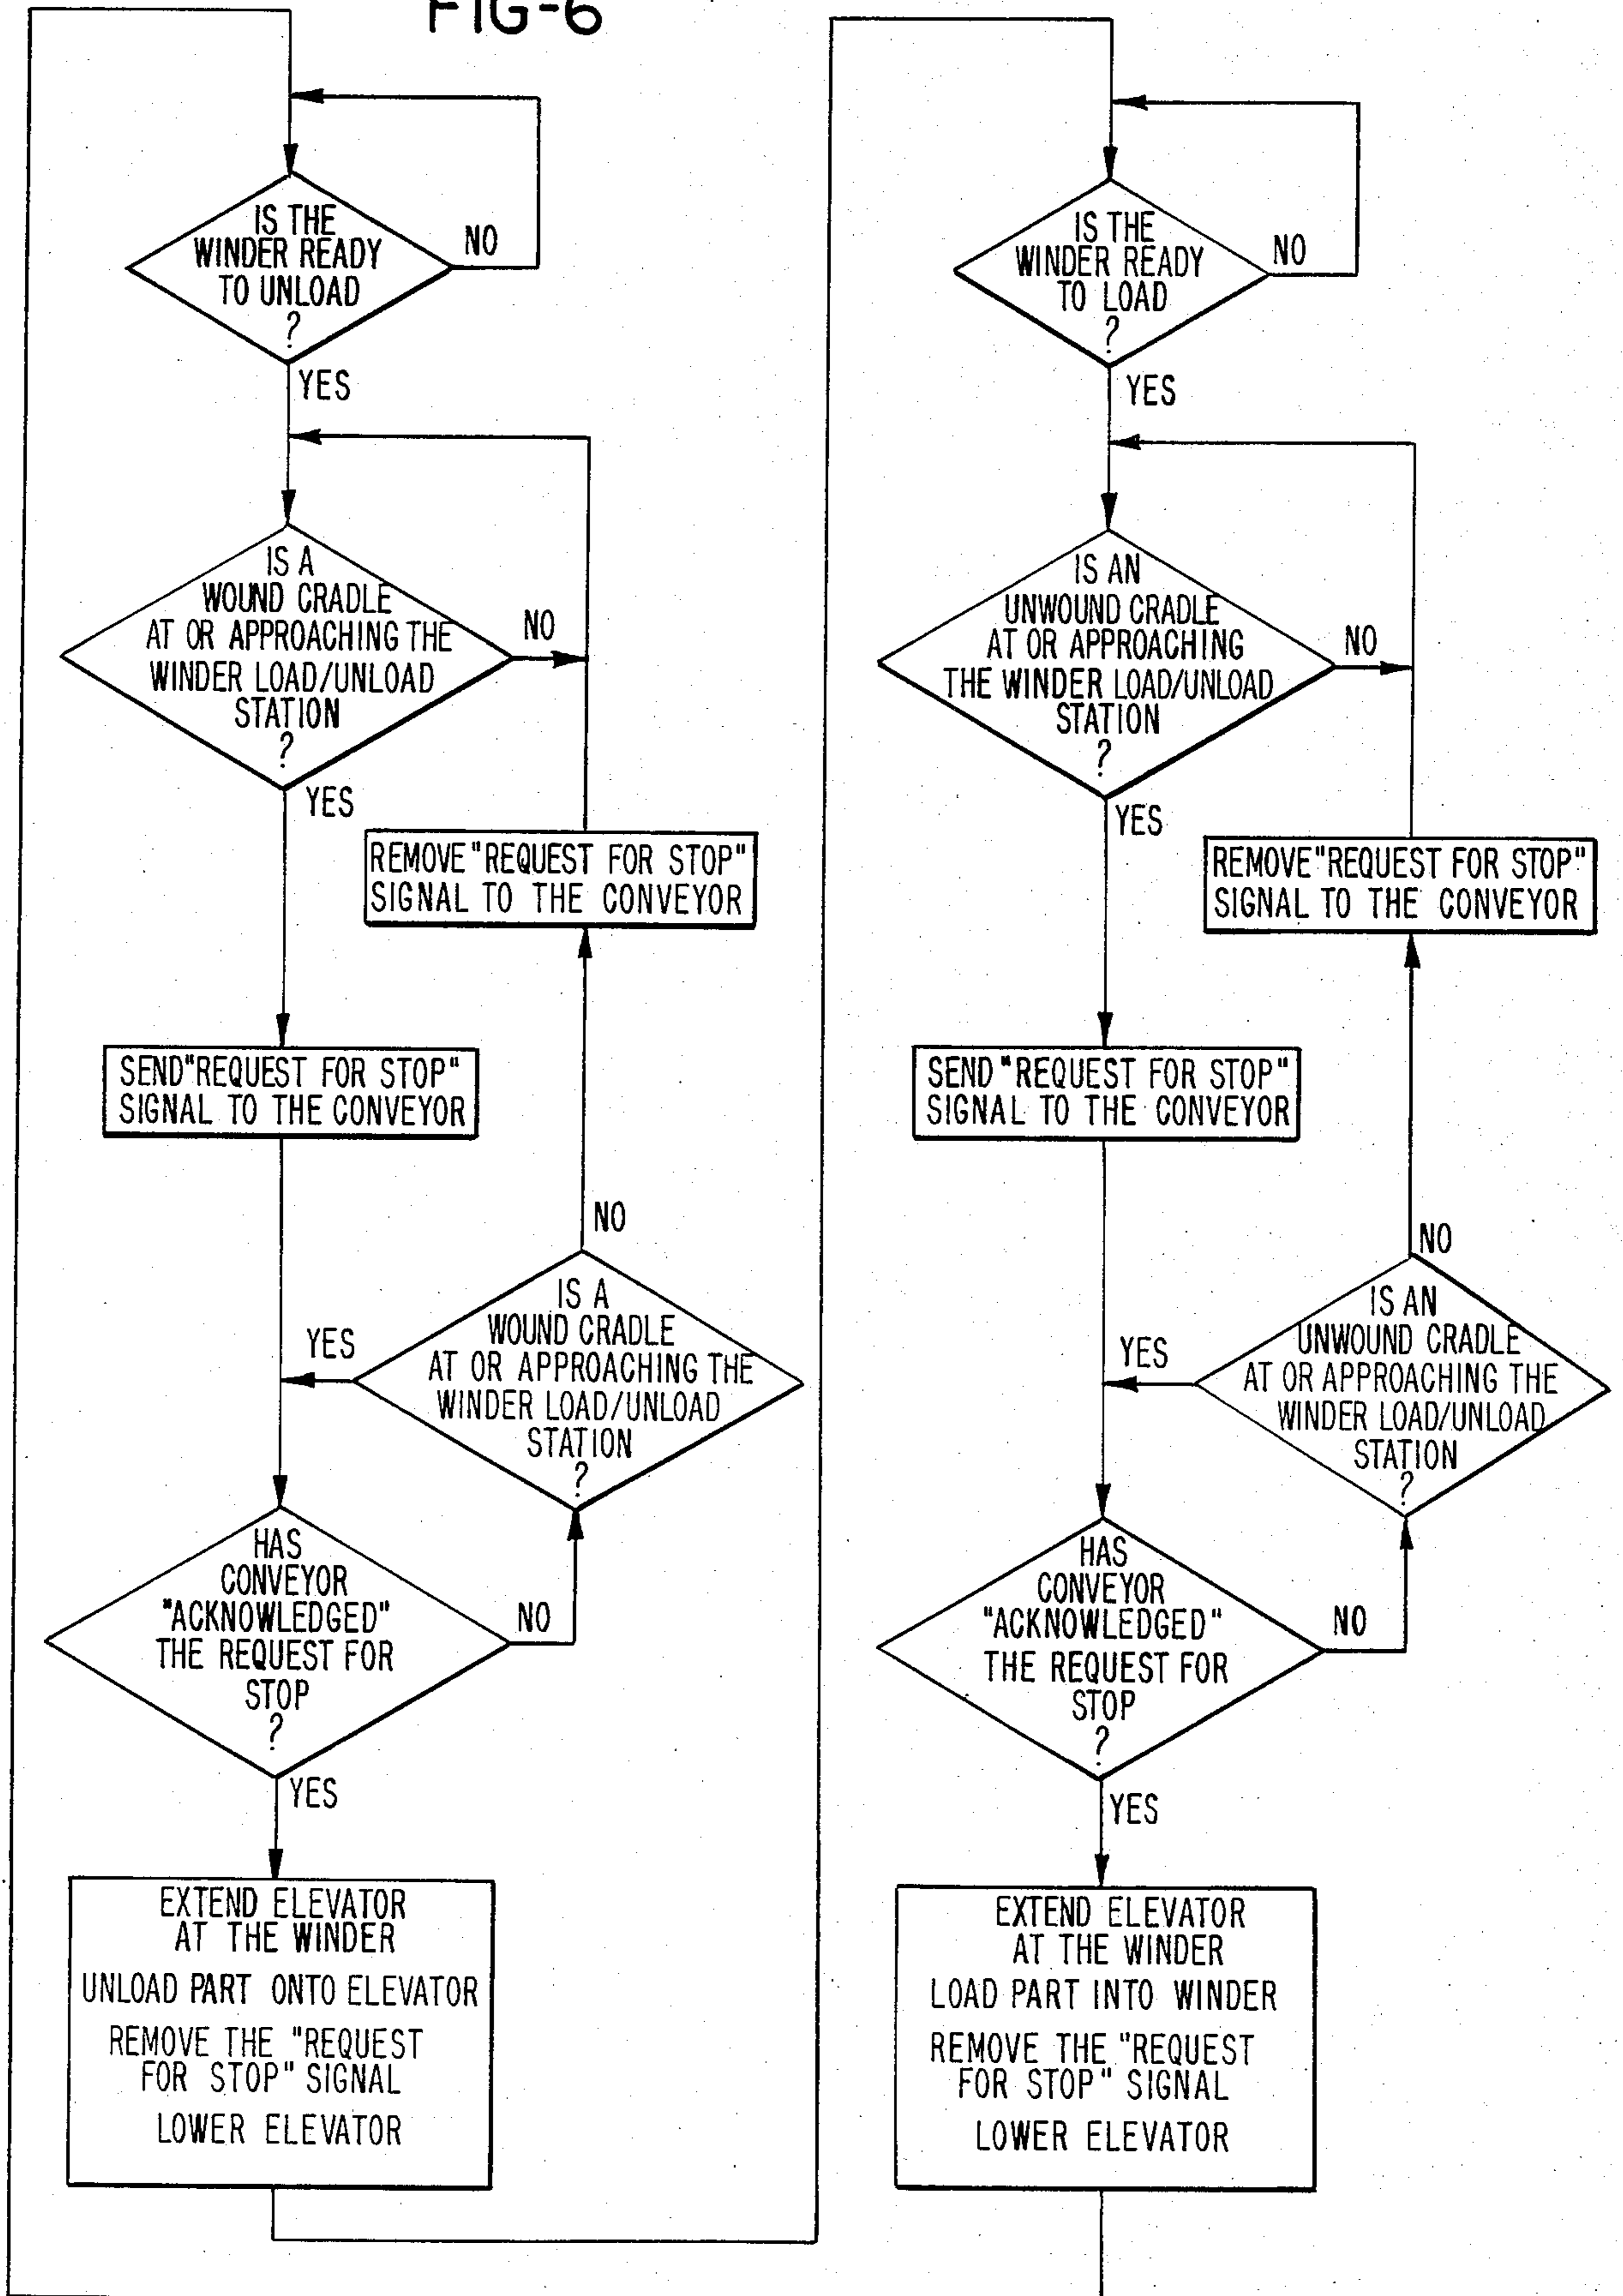 FIG-6
IS THE
WINDER READY
TO UNLOAD
?
NO
YES
IS A
WOUND CRADLE
AT OR APPROACHING THE
WINDER LOAD/UNLOAD
STATION
?
NO
YES
REMOVE "REQUEST FOR STOP"
SIGNAL TO THE CONVEYOR
SEND "REQUEST FOR STOP"
SIGNAL TO THE CONVEYOR
NO
IS A
WOUND CRADLE
AT OR APPROACHING THE
WINDER LOAD/UNLOAD
STATION
?
YES
HAS
CONVEYOR
"ACKNOWLEDGED"
THE REQUEST FOR
STOP
?
NO
YES
EXTEND ELEVATOR
AT THE WINDER
UNLOAD PART ONTO ELEVATOR
REMOVE THE "REQUEST
FOR STOP" SIGNAL
LOWER ELEVATOR
IS THE
WINDER READY
TO LOAD
?
NO
YES
IS AN
UNWOUND CRADLE
AT OR APPROACHING
THE WINDER LOAD/UNLOAD
STATION
?
NO
YES
REMOVE "REQUEST FOR STOP"
SIGNAL TO THE CONVEYOR
SEND "REQUEST FOR STOP"
SIGNAL TO THE CONVEYOR
NO
IS AN
UNWOUND CRADLE
AT OR APPROACHING THE
WINDER LOAD/UNLOAD
STATION
?
YES
HAS
CONVEYOR
"ACKNOWLEDGED"
THE REQUEST FOR
STOP
?
NO
YES
EXTEND ELEVATOR
AT THE WINDER
LOAD PART INTO WINDER
REMOVE THE "REQUEST
FOR STOP" SIGNAL
LOWER ELEVATOR